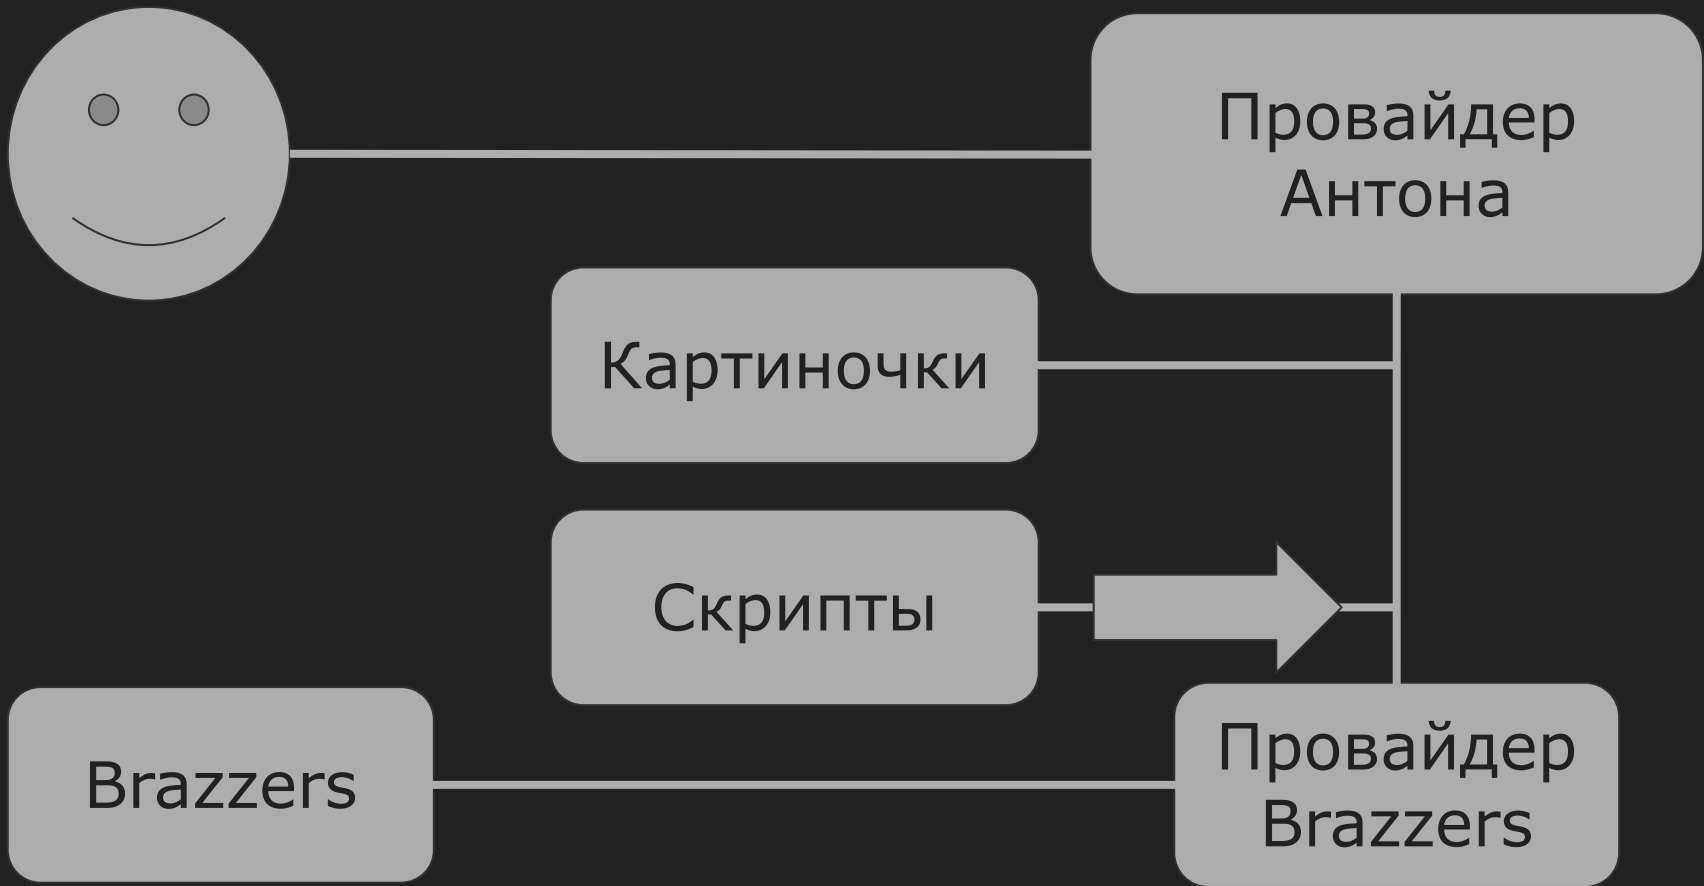 Провайдер
Антона
Картиночки
Скрипты
Brazzers
Провайдер
Brazzers